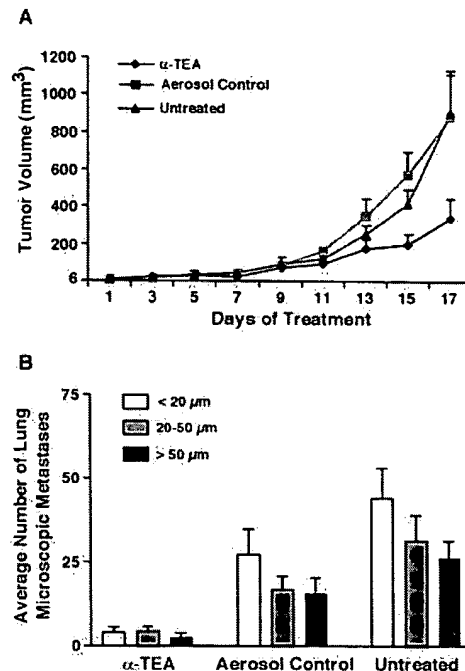 A
α-TEA
Aerosol Control
Untreated
Tumor Volume (mm³)
1200
1000
800
600
400
200
6
1 3 5 7 9 11 13 15 17
Days of Treatment
B
Average Number of Lung
Microscopic Metastases
75
50
25
0
< 20 µm
20-50 µm
> 50 µm
α-TEA Aerosol Control Untreated